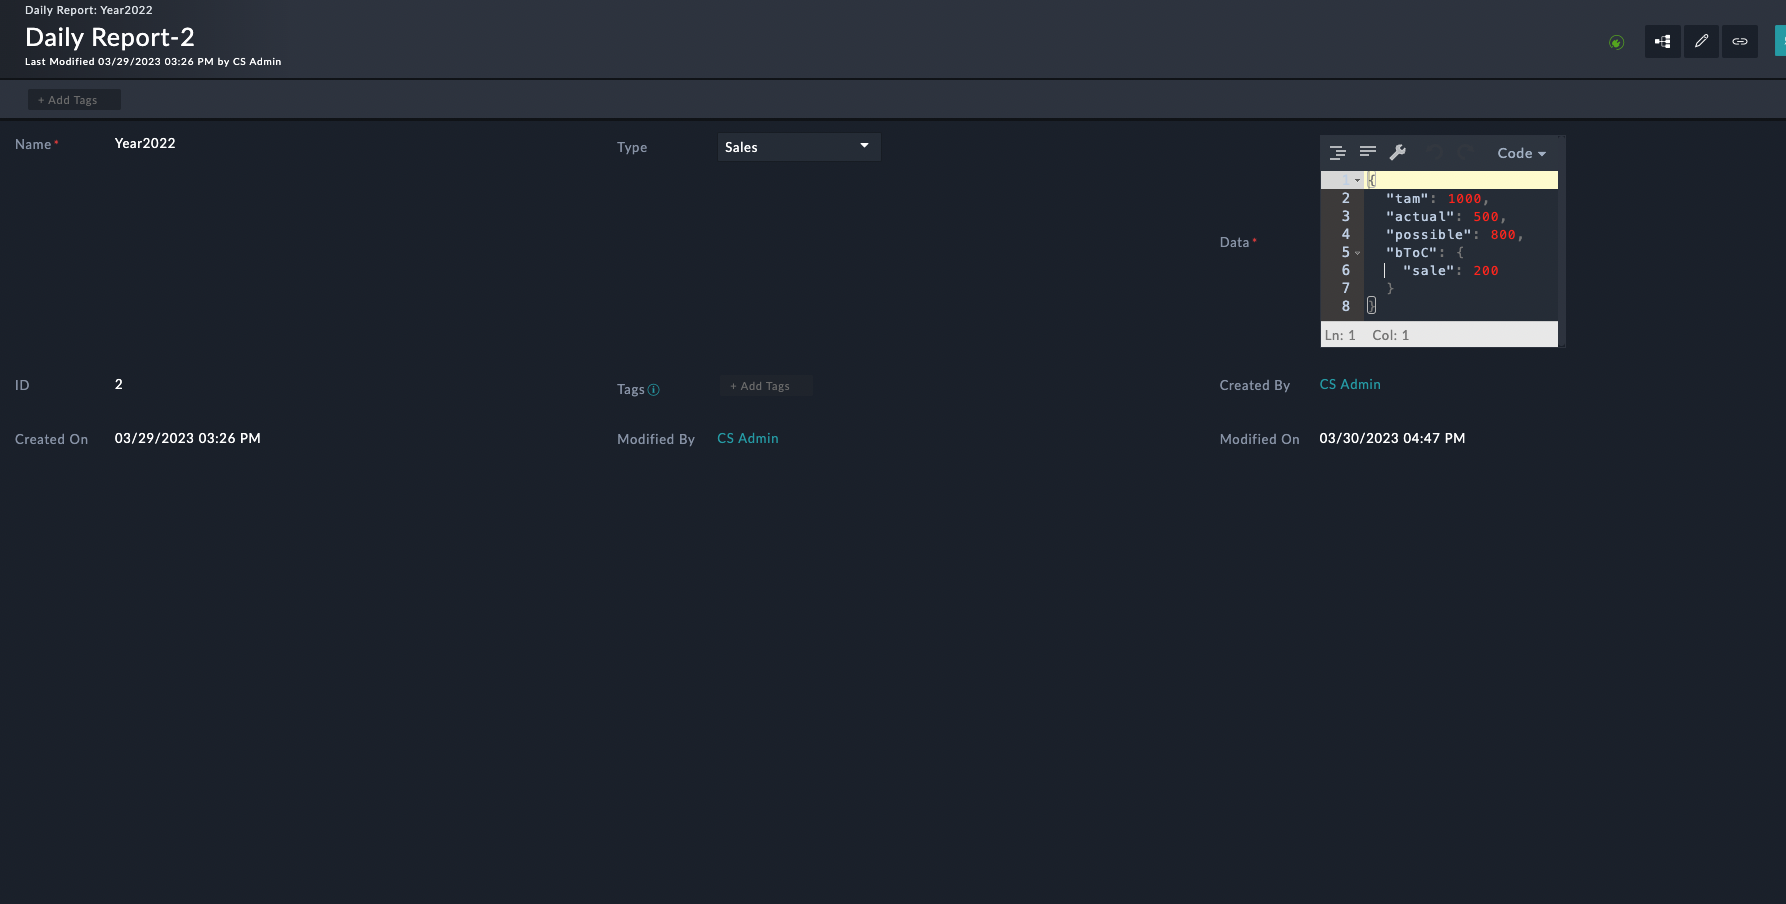 Daily Report: Year2022
Daily Report-2
Last Modified 03/29/2023 03:26 PM by CS Admin
+ Add Tags
Name* Year2022
Type Sales
Data*
Code
1 {
2 "tam": 1000,
3 "actual": 500,
4 "possible": 800,
5 "bToC": {
6 "sale": 200
7 }
8 }
Ln: 1 Col: 1
ID 2
Tags + Add Tags
Created By CS Admin
Created On 03/29/2023 03:26 PM
Modified By CS Admin
Modified On 03/30/2023 04:47 PM